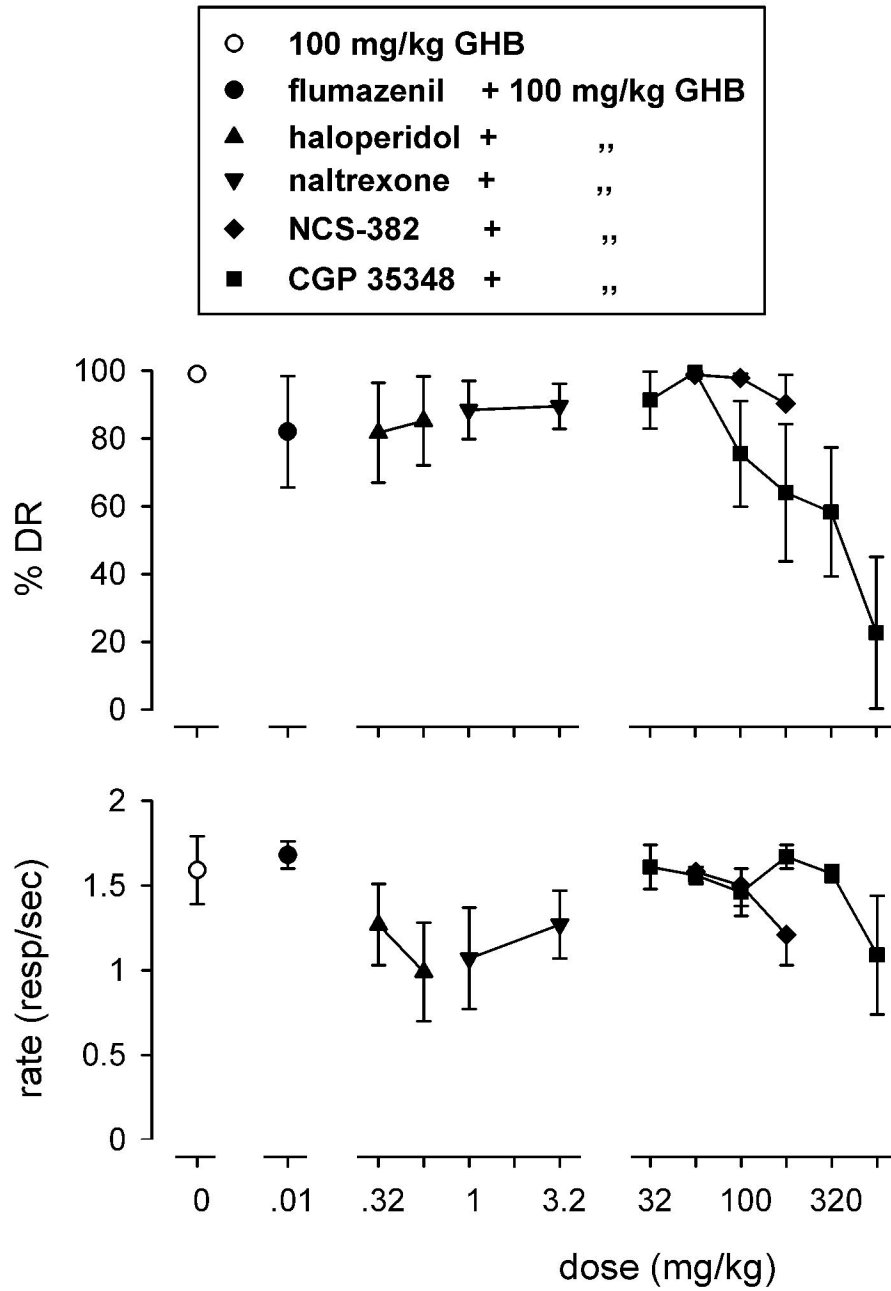 100 mg/kg GHB
flumazenil + 100 mg/kg GHB
haloperidol + ,,
naltrexone + ,,
NCS-382 + ,,
CGP 35348 + ,,
% DR
100
80
60
40
20
0
rate (resp/sec)
2
1.5
1
0.5
0
0 .01 .32 1 3.2 32 100 320
dose (mg/kg)